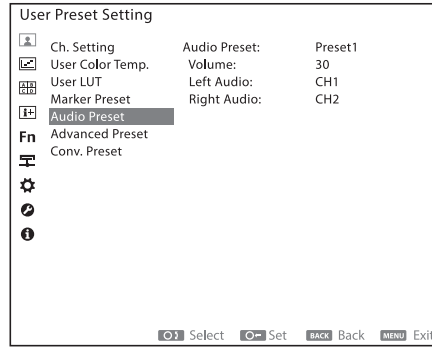 User Preset Setting
Ch. Setting
User Color Temp.
User LUT
Marker Preset
Audio Preset
Advanced Preset
Conv. Preset
Audio Preset: Preset1
Volume: 30
Left Audio: CH1
Right Audio: CH2
Fn
Select Set BACK Back MENU Exit